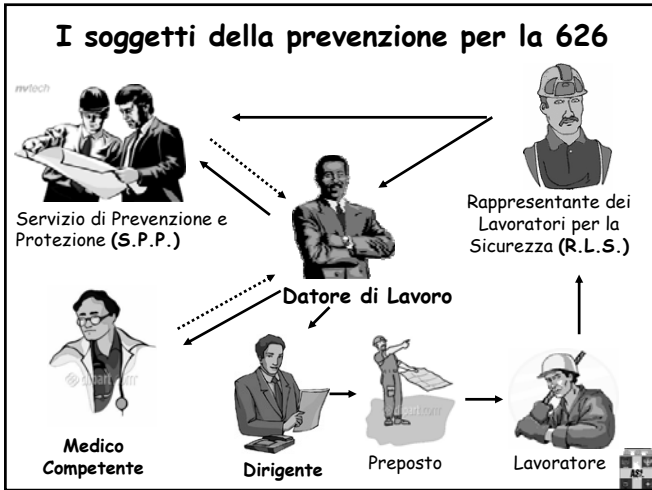 I soggetti della prevenzione per la 626
nvtech
Servizio di Prevenzione e
Protezione (S.P.P.)
Rappresentante dei
Lavoratori per la
Sicurezza (R.L.S.)
Datore di Lavoro
Medico
Competente
Dirigente
Preposto
Lavoratore
ASL